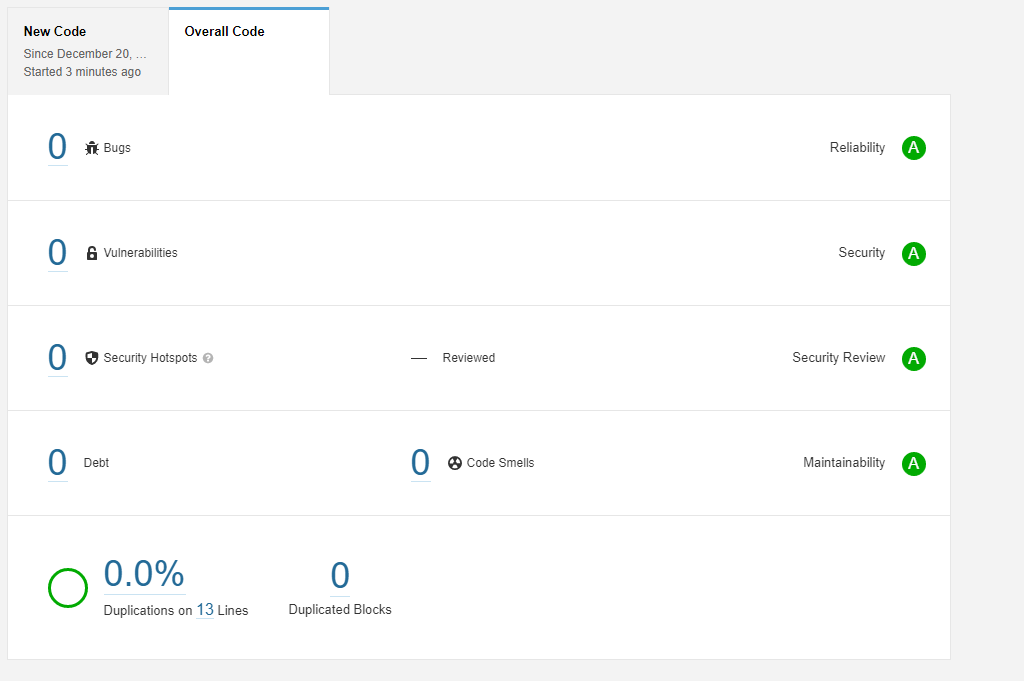 New Code
Overall Code
Since December 20, ...
Started 3 minutes ago
0 Bugs Reliability A
0 Vulnerabilities Security A
0 Security Hotspots ? — Reviewed Security Review A
0 Debt 0 Code Smells Maintainability A
0.0% 0
Duplications on 13 Lines Duplicated Blocks